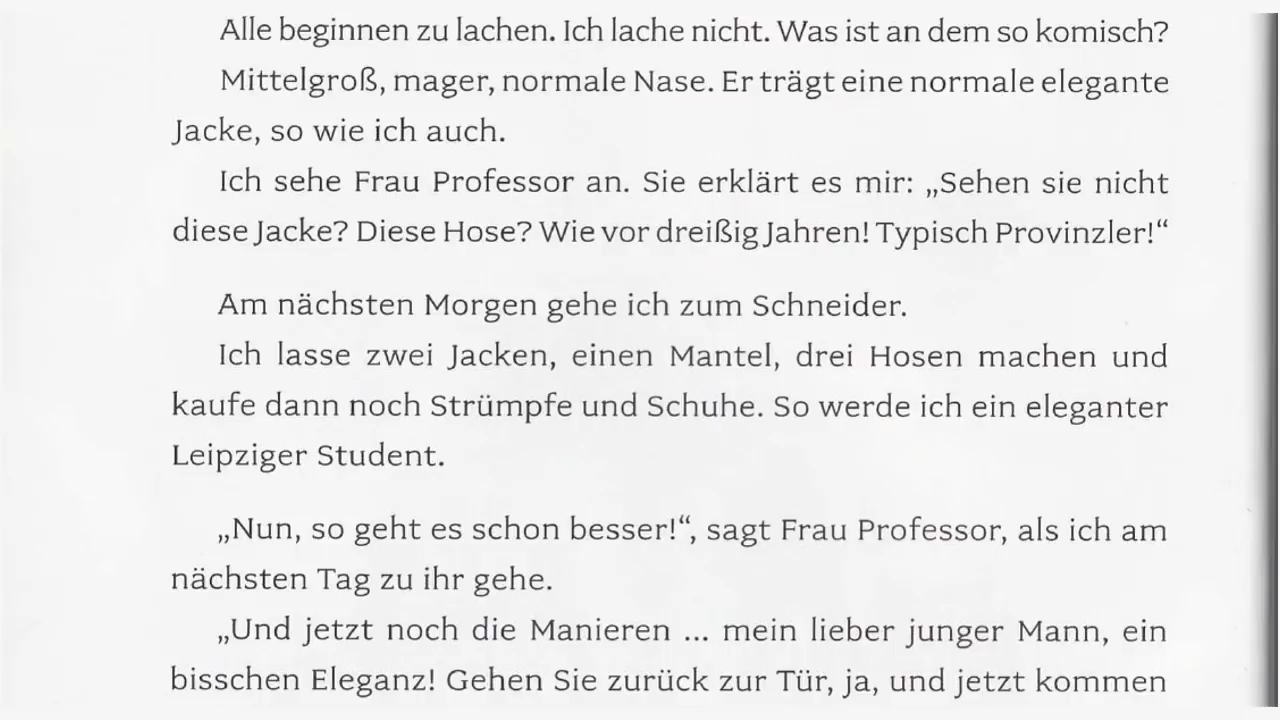 Alle beginnen zu lachen. Ich lache nicht. Was ist an dem so komisch?
Mittelgroß, mager, normale Nase. Er trägt eine normale elegante
Jacke, so wie ich auch.
Ich sehe Frau Professor an. Sie erklärt es mir: „Sehen sie nicht
diese Jacke? Diese Hose? Wie vor dreißig Jahren! Typisch Provinzler!“
Am nächsten Morgen gehe ich zum Schneider.
Ich lasse zwei Jacken, einen Mantel, drei Hosen machen und
kaufe dann noch Strümpfe und Schuhe. So werde ich ein eleganter
Leipziger Student.
„Nun, so geht es schon besser!“, sagt Frau Professor, als ich am
nächsten Tag zu ihr gehe.
„Und jetzt noch die Manieren ... mein lieber junger Mann, ein
bisschen Eleganz! Gehen Sie zurück zur Tür, ja, und jetzt kommen